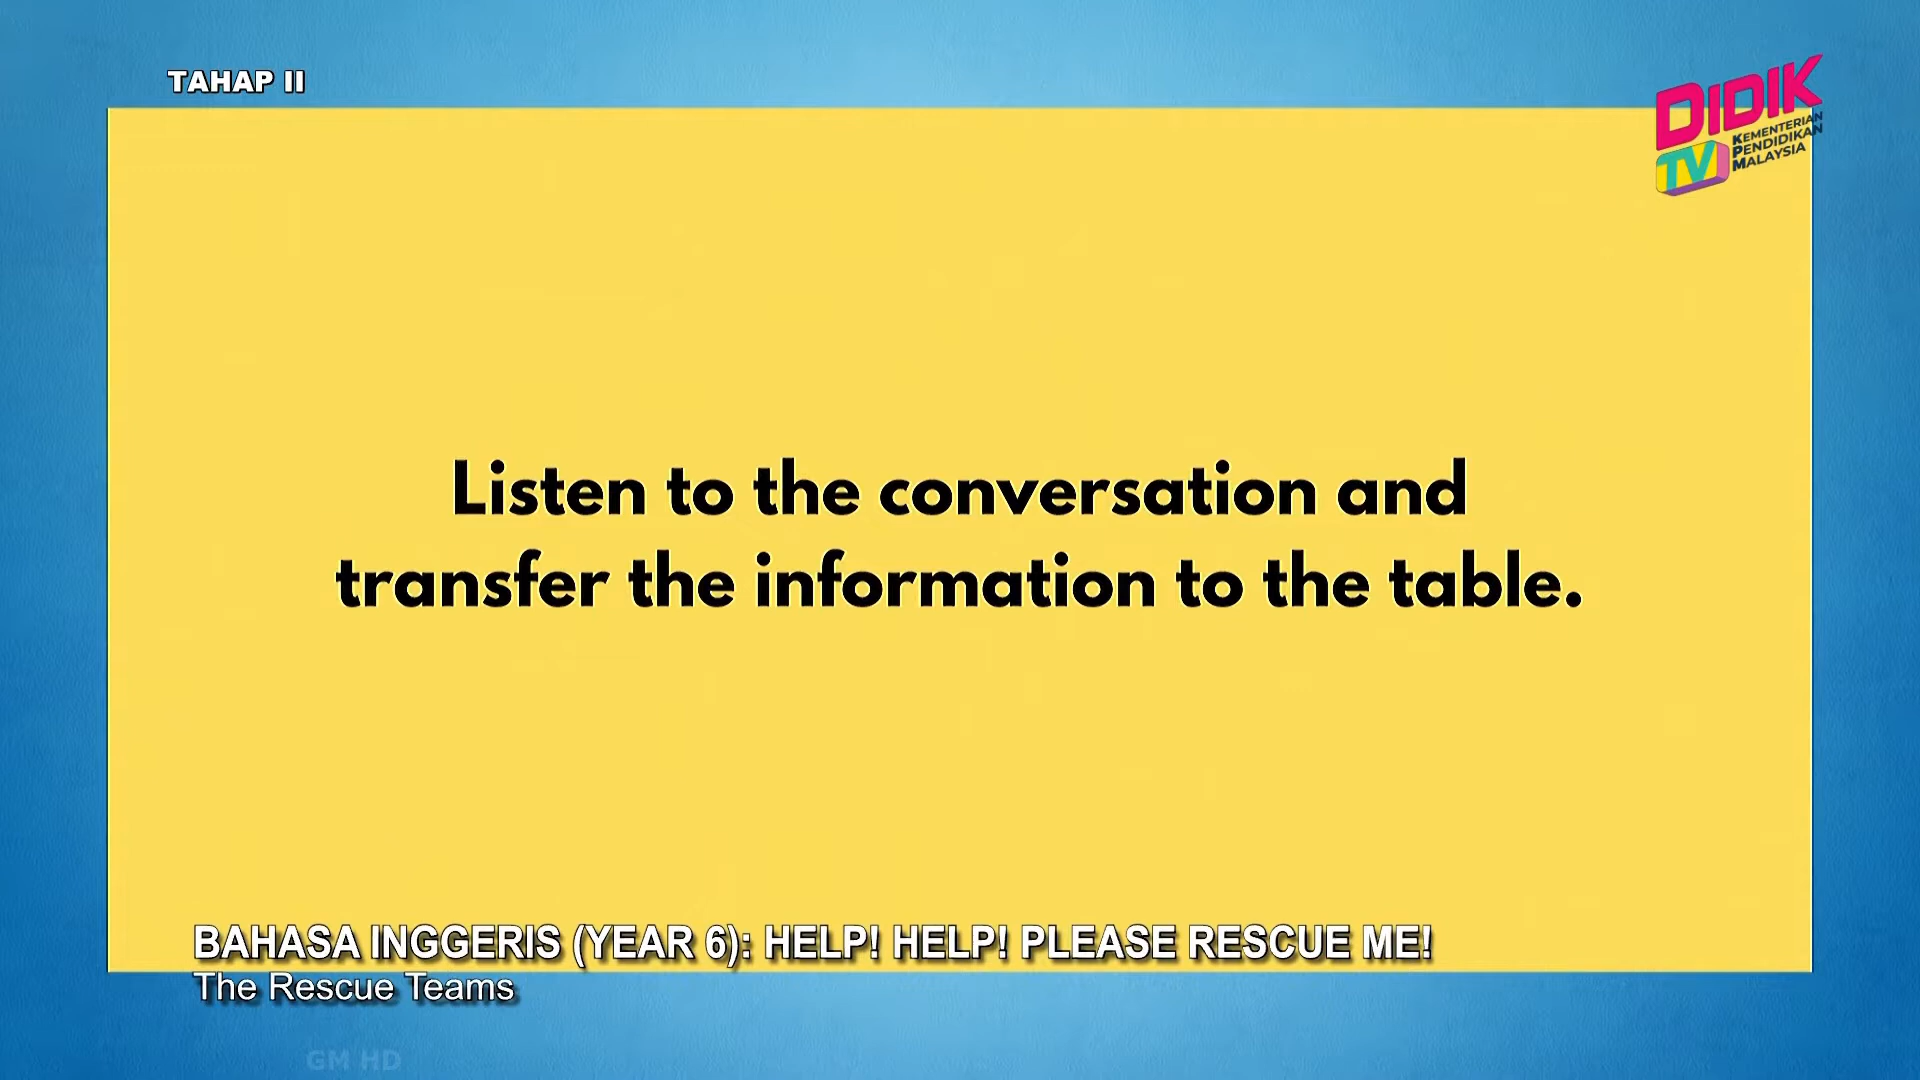 TAHAP II
DIDIK
TV
KEMENTERIAN
PENDIDIKAN
MALAYSIA
Listen to the conversation and
transfer the information to the table.
BAHASA INGGERIS (YEAR 6): HELP! HELP! PLEASE RESCUE ME!
The Rescue Teams
GM HD